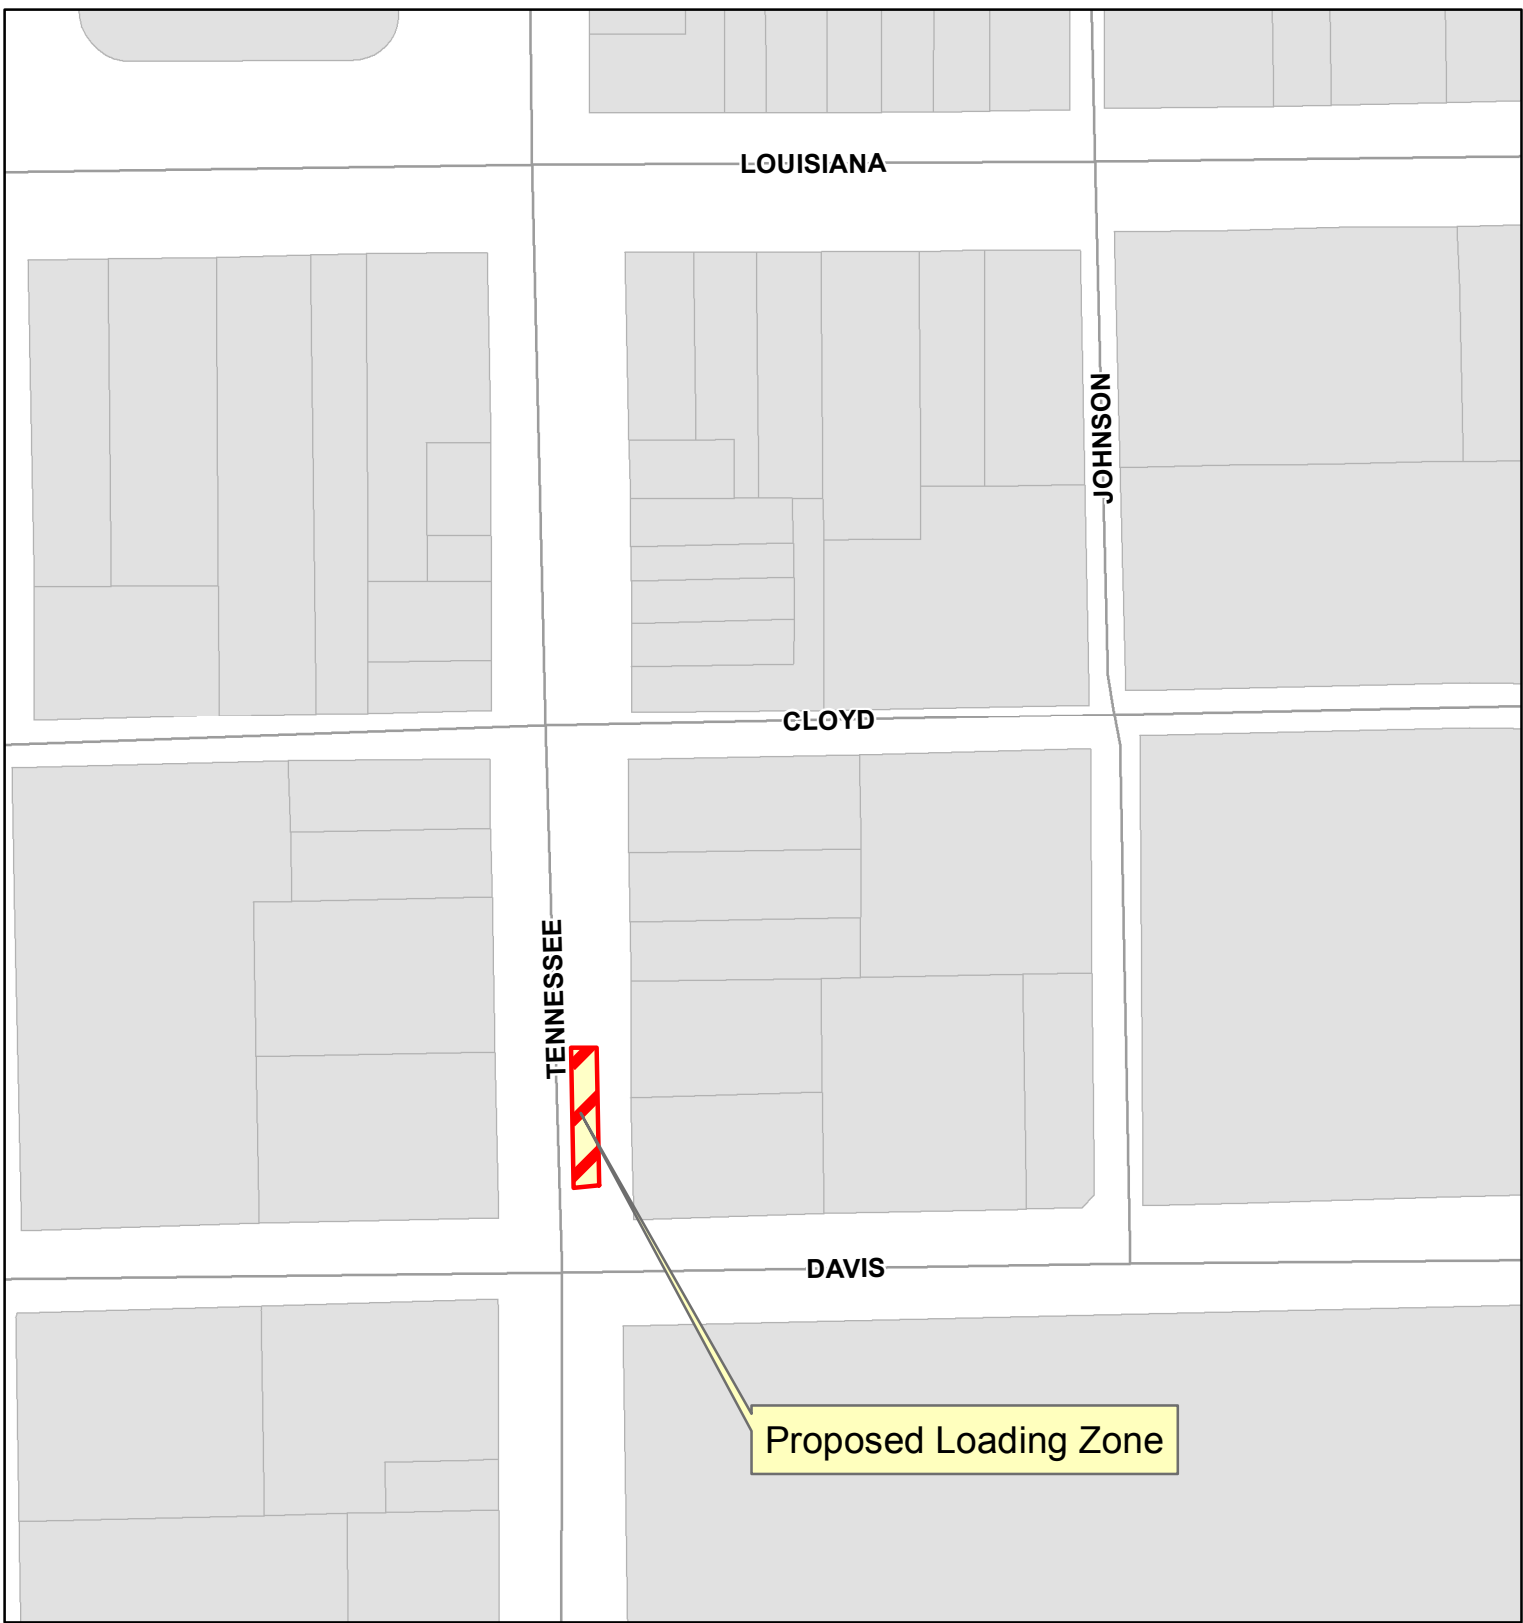 LOUISIANA
JOHNSON
CLOYD
TENNESSEE
DAVIS
Proposed Loading Zone